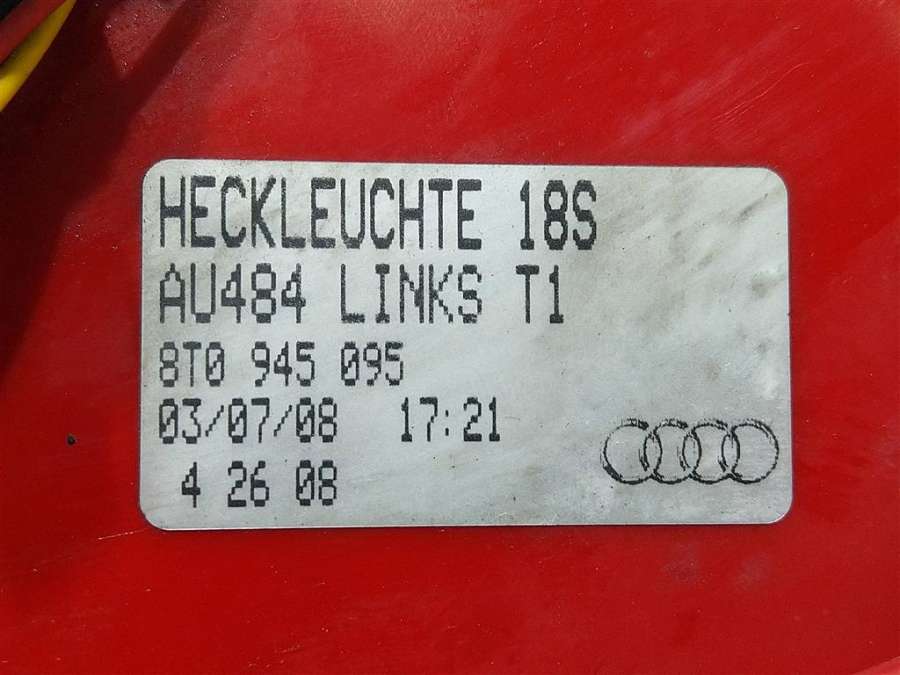 HECKLEUCHTE 18S
AU484 LINKS T1
8T0 945 095
03/07/08 17:21
4 26 08